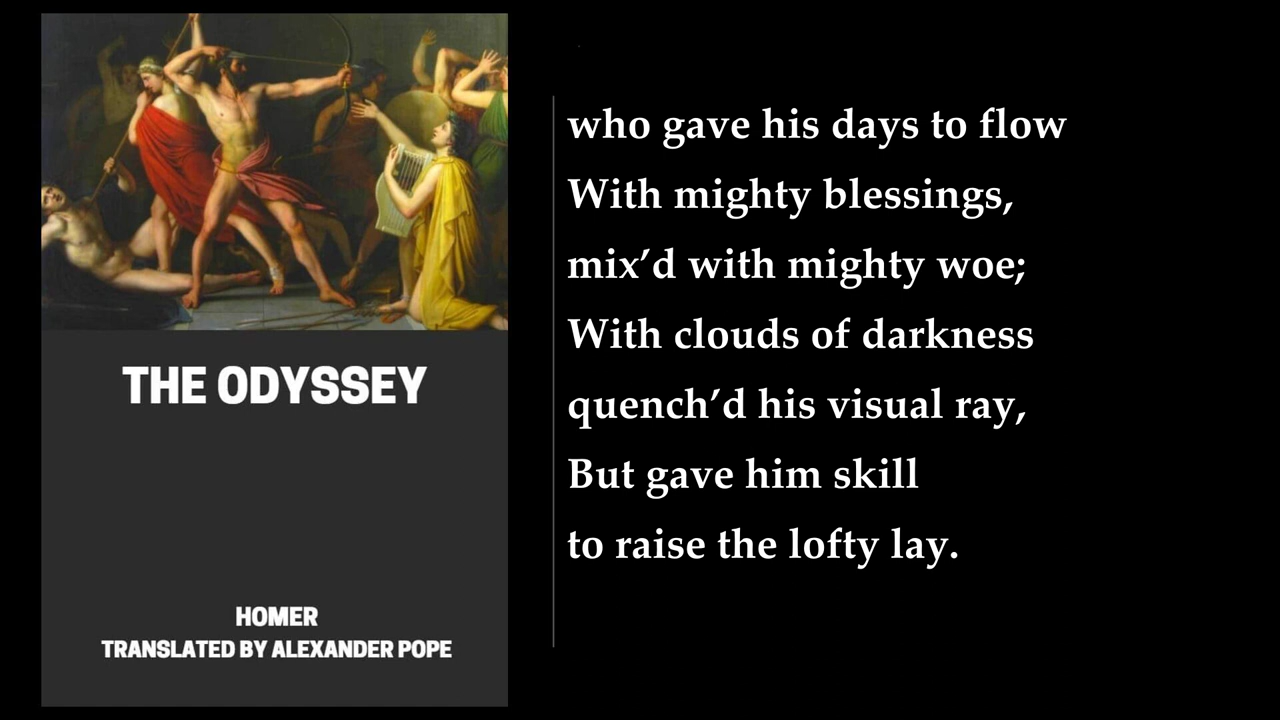 THE ODYSSEY
HOMER
TRANSLATED BY ALEXANDER POPE
who gave his days to flow
With mighty blessings,
mix’d with mighty woe;
With clouds of darkness
quench’d his visual ray,
But gave him skill
to raise the lofty lay.